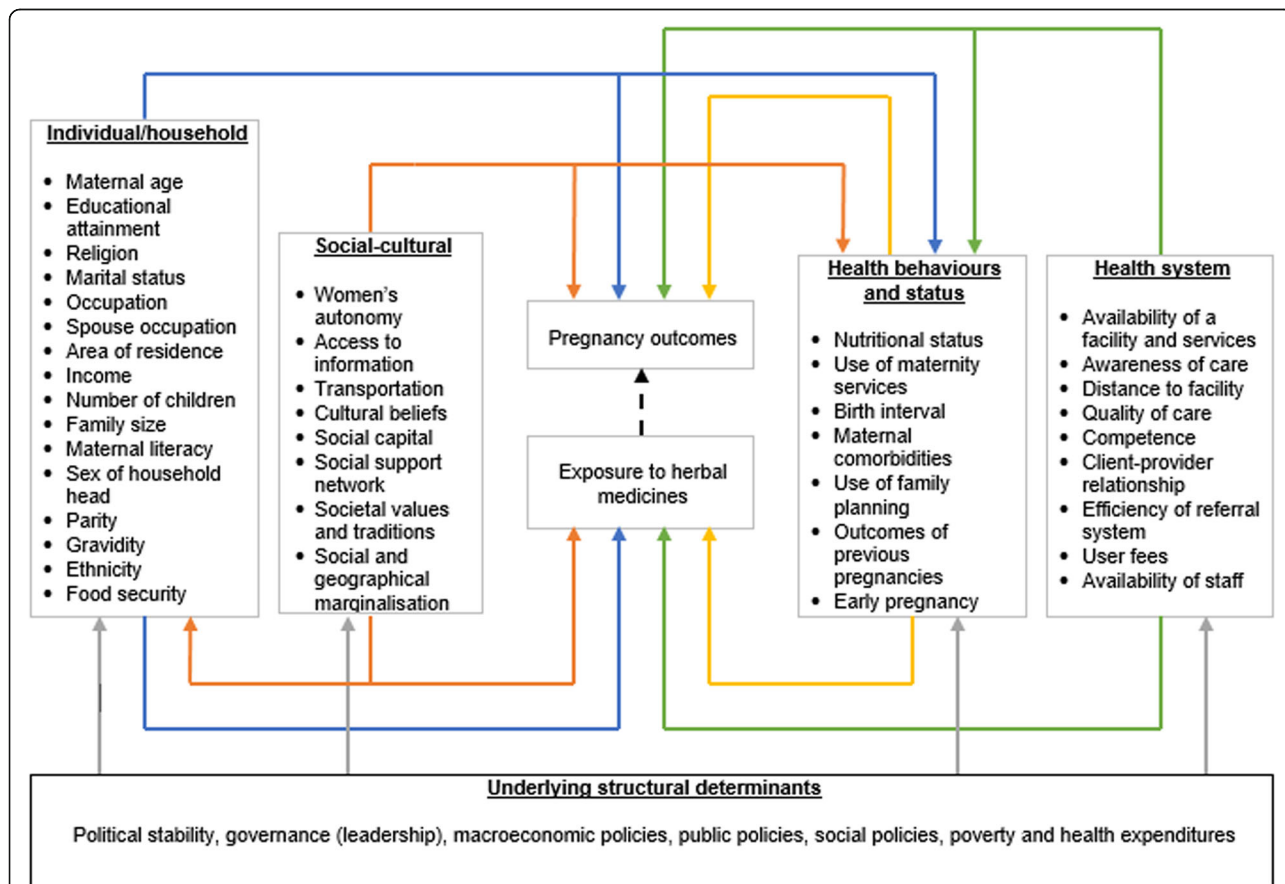 Individual/household
• Maternal age
• Educational
attainment
• Religion
• Marital status
• Occupation
• Spouse occupation
• Area of residence
• Income
• Number of children
• Family size
• Maternal literacy
• Sex of household
head
• Parity
• Gravidity
• Ethnicity
• Food security
Social-cultural
• Women's
autonomy
• Access to
information
• Transportation
• Cultural beliefs
• Social capital
• Social support
network
• Societal values
and traditions
• Social and
geographical
marginalisation
Pregnancy outcomes
Exposure to herbal
medicines
Health behaviours
and status
• Nutritional status
• Use of maternity
services
• Birth interval
• Maternal
comorbidities
• Use of family
planning
• Outcomes of
previous
pregnancies
• Early pregnancy
Health system
• Availability of a
facility and services
• Awareness of care
• Distance to facility
• Quality of care
• Competence
• Client-provider
relationship
• Efficiency of referral
system
• User fees
• Availability of staff
Underlying structural determinants
Political stability, governance (leadership), macroeconomic policies, public policies, social policies, poverty and health expenditures